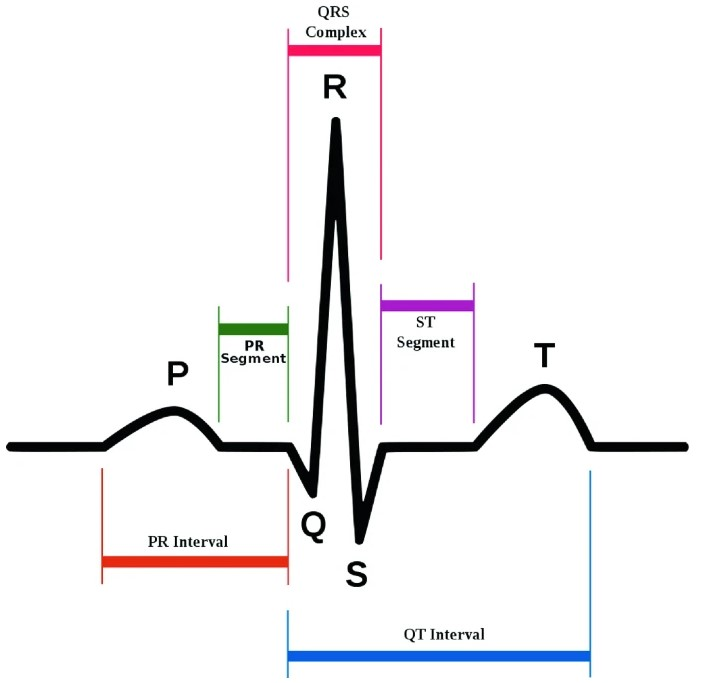 QRS
Complex
R
PR
Segment
ST
Segment
P
T
Q
PR Interval
S
QT Interval